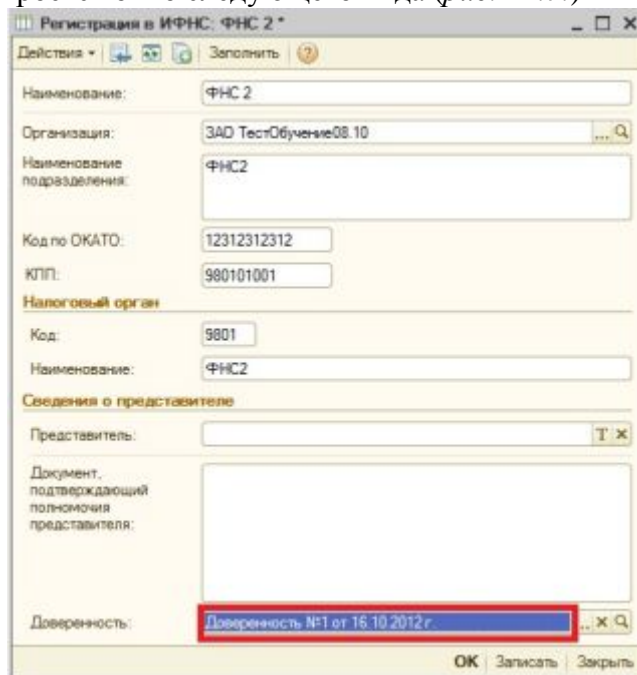 Регистрация в ИФНС: ФНС 2 *
Действия Заполнить
Наименование: ФНС 2
Организация: ЗАО ТестОбучение08.10 ...
Наименование подразделения: ФНС2
Код по ОКАТО: 12312312312
КПП: 980101001
Налоговый орган
Код: 9801
Наименование: ФНС2
Сведения о представителе
Представитель: T ×
Документ,
подтверждающий
полномочия
представителя:
Доверенность: Доверенность №1 от 16.10.2012 г. ... ×
ОК Записать Закрыть